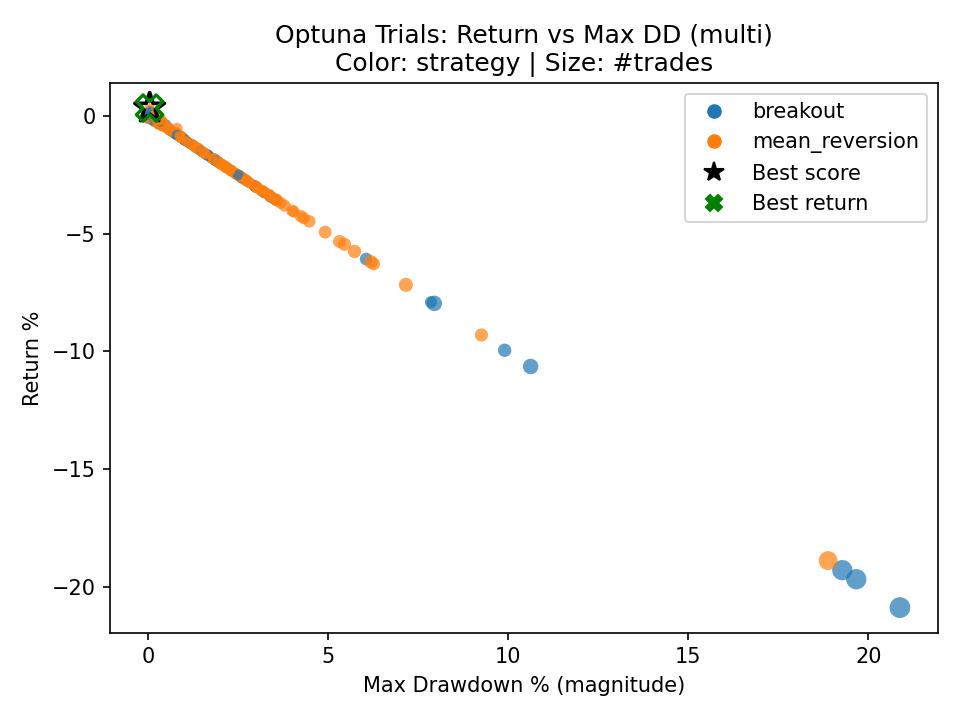 Optuna Trials: Return vs Max DD (multi)
Color: strategy | Size: #trades
breakout
mean_reversion
Best score
Best return
Return %
0
−5
−10
−15
−20
0
5
10
15
20
Max Drawdown % (magnitude)